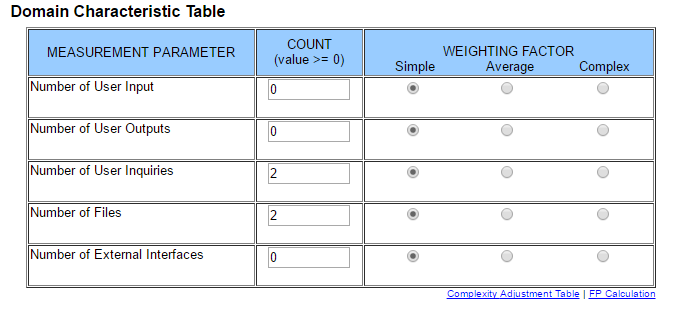 Domain Characteristic Table
MEASUREMENT PARAMETER
COUNT
(value >= 0)
WEIGHTING FACTOR
Simple Average Complex
Number of User Input 0
Number of User Outputs 0
Number of User Inquiries 2
Number of Files 2
Number of External Interfaces 0
Complexity Adjustment Table | FP Calculation